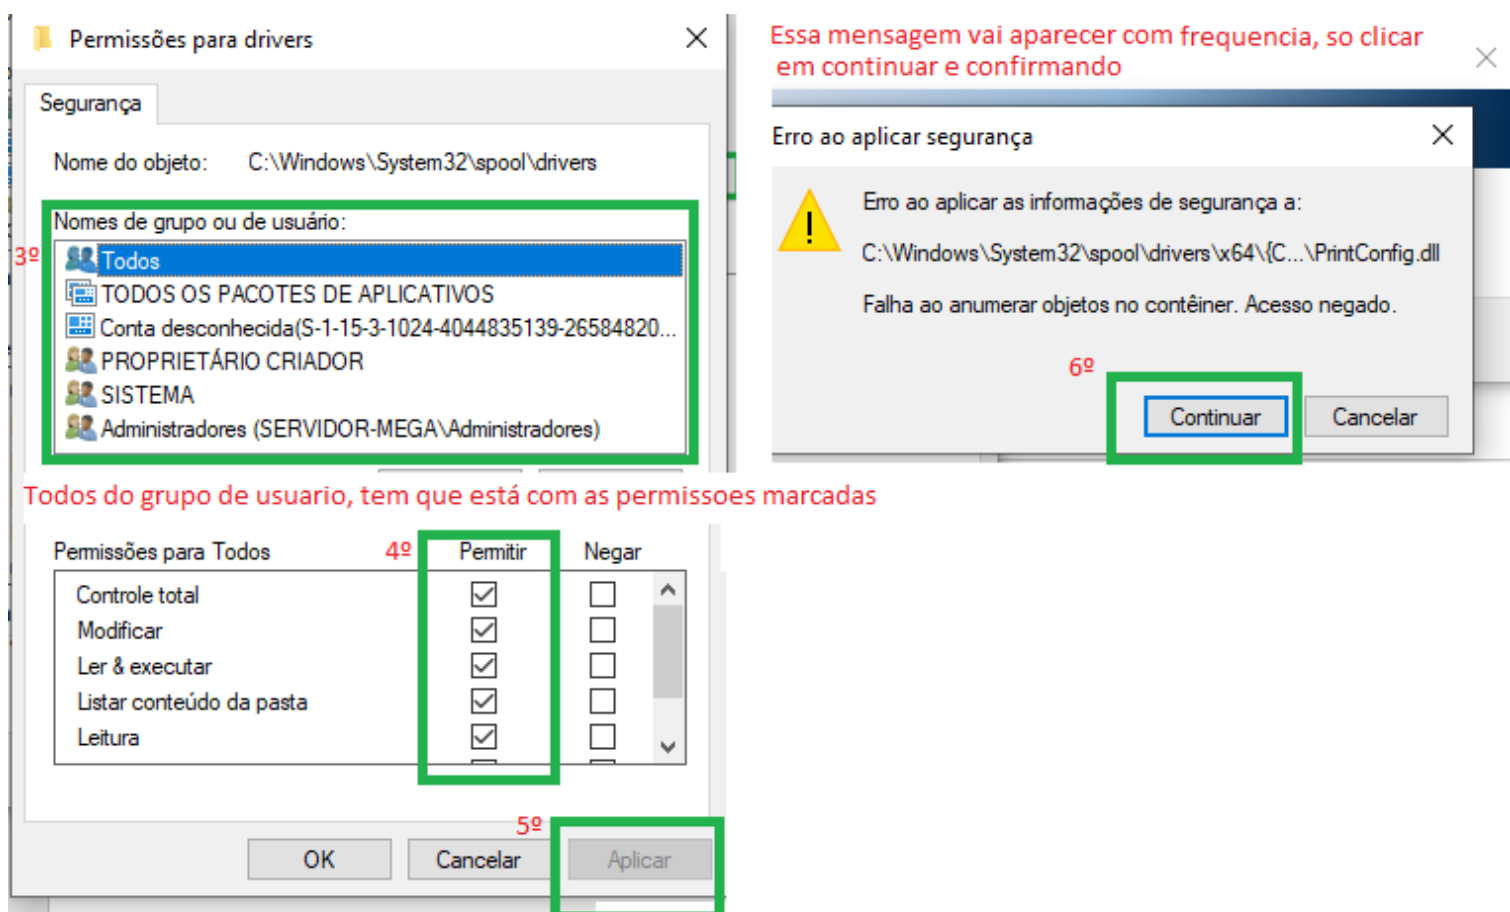 Permissões para drivers
Segurança
Nome do objeto: C:\Windows\System32\spool\drivers
Nomes de grupo ou de usuário:
3º
Todos
TODOS OS PACOTES DE APLICATIVOS
Conta desconhecida(S-1-15-3-1024-4044835139-26584820...
PROPRIETÁRIO CRIADOR
SISTEMA
Administradores (SERVIDOR-MEGA\Administradores)
Essa mensagem vai aparecer com frequencia, so clicar
em continuar e confirmando
Erro ao aplicar segurança
Erro ao aplicar as informações de segurança a:
C:\Windows\System32\spool\drivers\x64\{C...\PrintConfig.dll
Falha ao anumerar objetos no contêiner. Acesso negado.
6º
Continuar Cancelar
Todos do grupo de usuario, tem que está com as permissoes marcadas
Permissões para Todos 4º Permitir Negar
Controle total
Modificar
Ler & executar
Listar conteúdo da pasta
Leitura
5º
OK Cancelar Aplicar